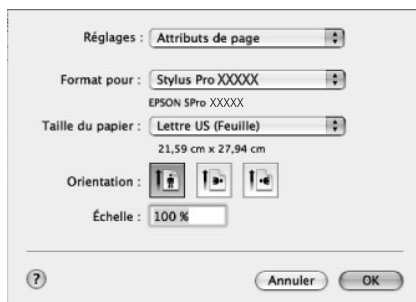 Réglages : Attributs de page
Format pour : Stylus Pro XXXXX
EPSON SPro XXXXX
Taille du papier : Lettre US (Feuille)
21,59 cm x 27,94 cm
Orientation :
Échelle : 100 %
? Annuler OK